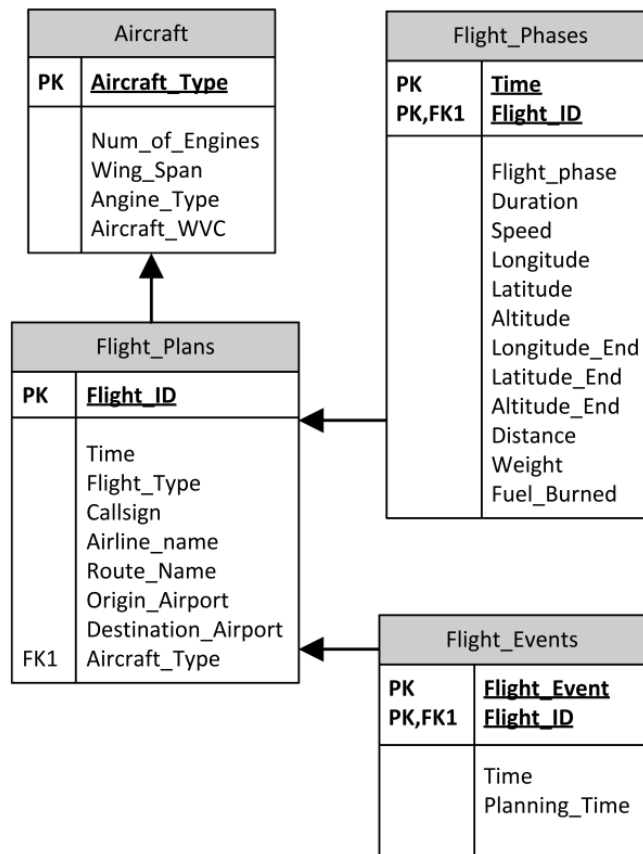 Aircraft
PK Aircraft_Type
Num_of_Engines
Wing_Span
Angine_Type
Aircraft_WVC
Flight_Plans
PK Flight_ID
Time
Flight_Type
Callsign
Airline_name
Route_Name
Origin_Airport
Destination_Airport
FK1 Aircraft_Type
Flight_Phases
PK Time
PK,FK1 Flight_ID
Flight_phase
Duration
Speed
Longitude
Latitude
Altitude
Longitude_End
Latitude_End
Altitude_End
Distance
Weight
Fuel_Burned
Flight_Events
PK Flight_Event
PK,FK1 Flight_ID
Time
Planning_Time